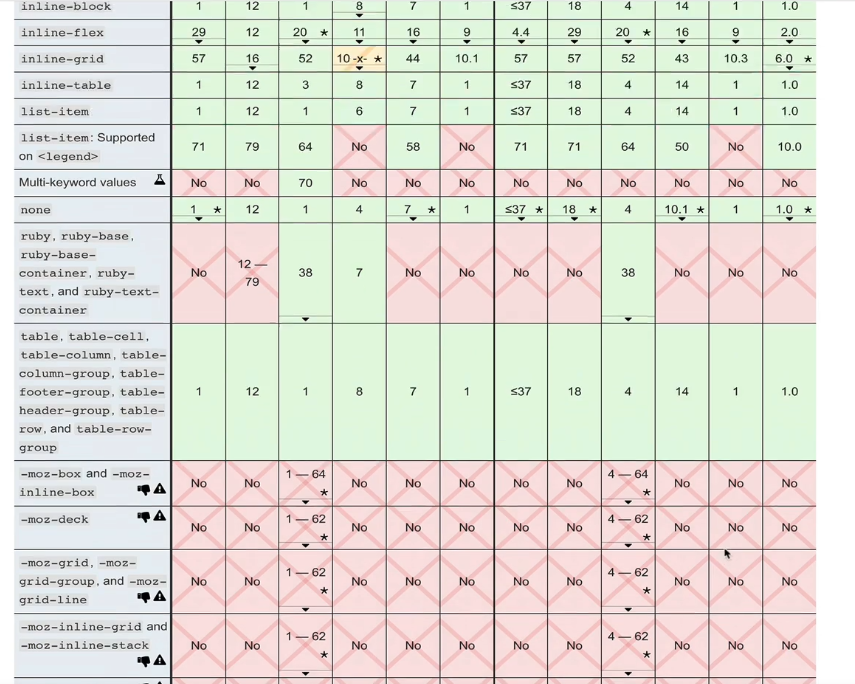 inline-block 1 12 1 8 7 1 ≤37 18 4 14 1 1.0
inline-flex 29 12 20 * 11 16 9 4.4 29 20 * 16 9 2.0
inline-grid 57 16 52 10 -x- * 44 10.1 57 57 52 43 10.3 6.0 *
inline-table 1 12 3 8 7 1 ≤37 18 4 14 1 1.0
list-item 1 12 1 6 7 1 ≤37 18 4 14 1 1.0
list-item: Supported
on <legend> 71 79 64 No 58 No 71 71 64 50 No 10.0
Multi-keyword values No No 70 No No No No No No No No No
none 1 * 12 1 4 7 * 1 ≤37 * 18 * 4 10.1 * 1 1.0 *
ruby, ruby-base,
ruby-base-
container, ruby-
text, and ruby-text-
container
No 12 —
79 38 7 No No No No 38 No No No
table, table-cell,
table-column, table-
column-group, table-
footer-group, table-
header-group, table-
row, and table-row-
group
1 12 1 8 7 1 ≤37 18 4 14 1 1.0
-moz-box and -moz-
inline-box
No No 1 — 64 * No No No No No 4 — 64 * No No No
-moz-deck No No 1 — 62 * No No No No No 4 — 62 * No No No
-moz-grid, -moz-
grid-group, and -moz-
grid-line
No No 1 — 62 * No No No No No 4 — 62 * No No No
-moz-inline-grid and
-moz-inline-stack
No No 1 — 62 * No No No No No 4 — 62 * No No No